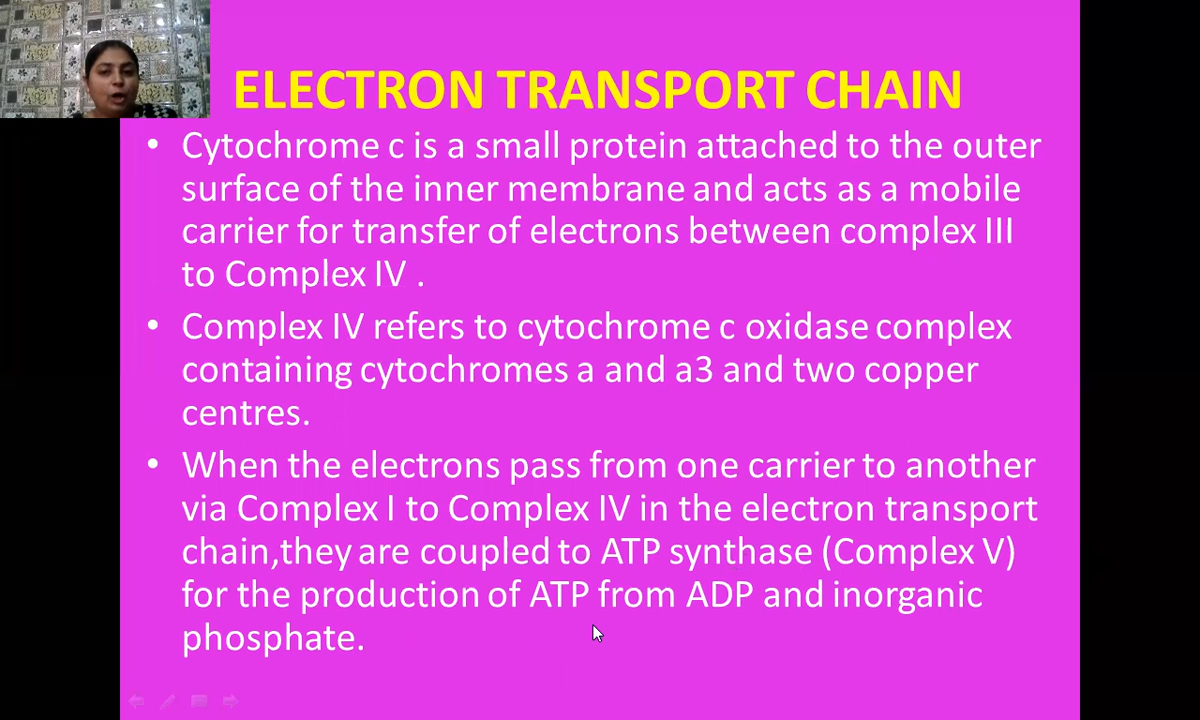 ELECTRON TRANSPORT CHAIN
• Cytochrome c is a small protein attached to the outer
surface of the inner membrane and acts as a mobile
carrier for transfer of electrons between complex III
to Complex IV .
• Complex IV refers to cytochrome c oxidase complex
containing cytochromes a and a3 and two copper
centres.
• When the electrons pass from one carrier to another
via Complex I to Complex IV in the electron transport
chain,they are coupled to ATP synthase (Complex V)
for the production of ATP from ADP and inorganic
phosphate.